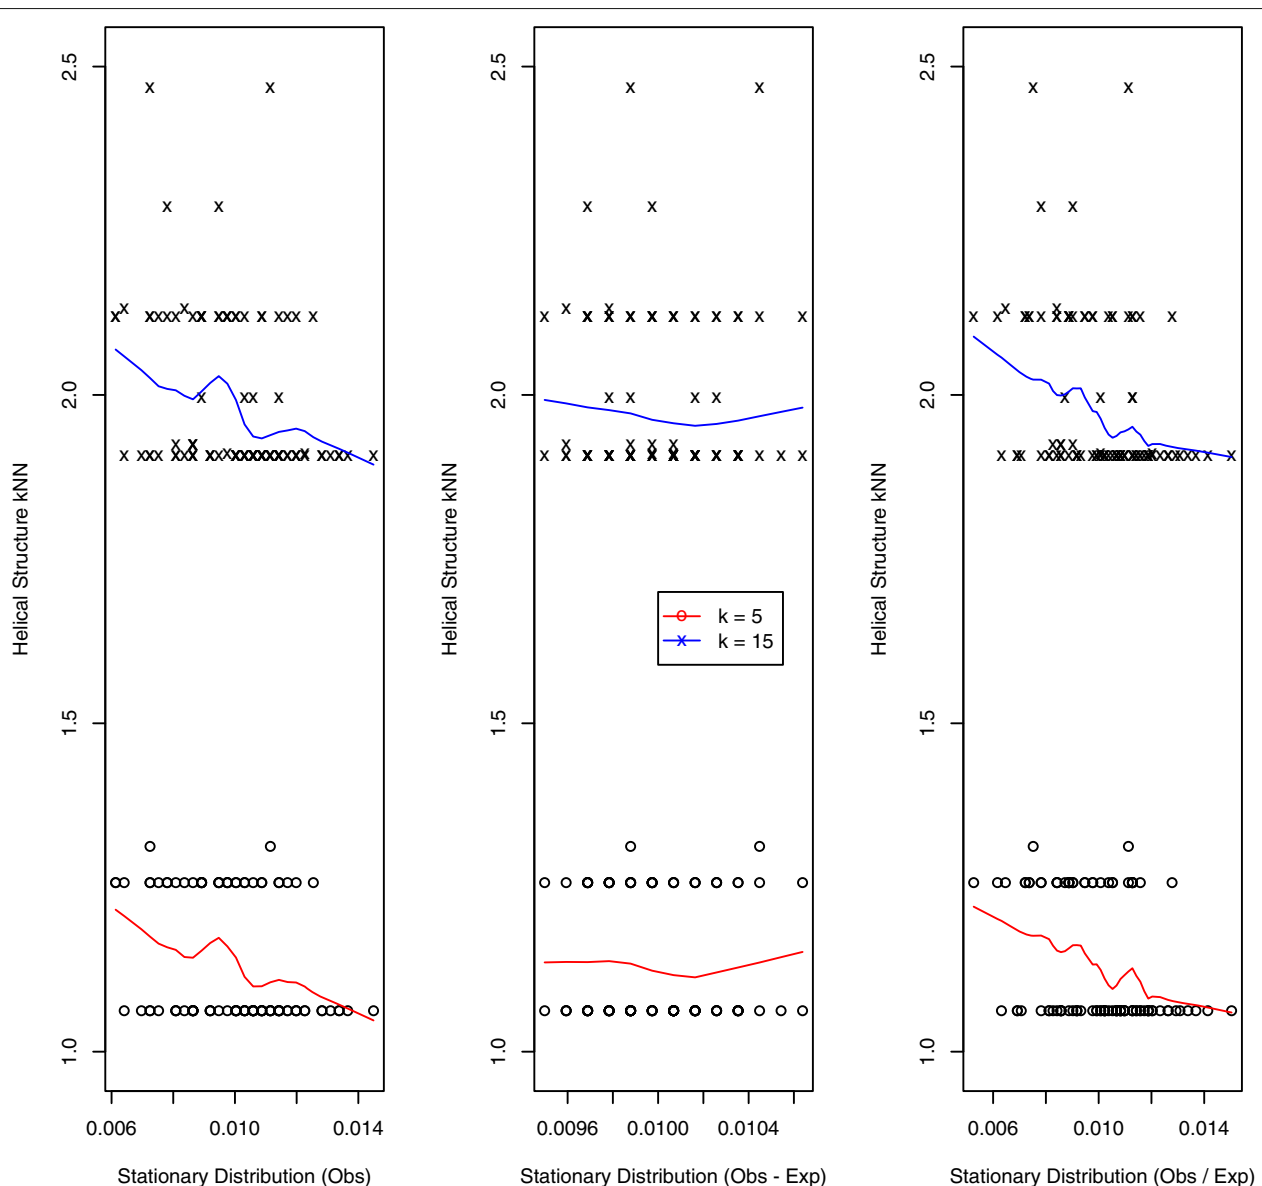 2.5
2.0
1.5
1.0
Helical Structure kNN
0.006 0.010 0.014
Stationary Distribution (Obs)
2.5
2.0
1.5
1.0
Helical Structure kNN
k = 5
k = 15
0.0096 0.0100 0.0104
Stationary Distribution (Obs - Exp)
2.5
2.0
1.5
1.0
Helical Structure kNN
0.006 0.010 0.014
Stationary Distribution (Obs / Exp)